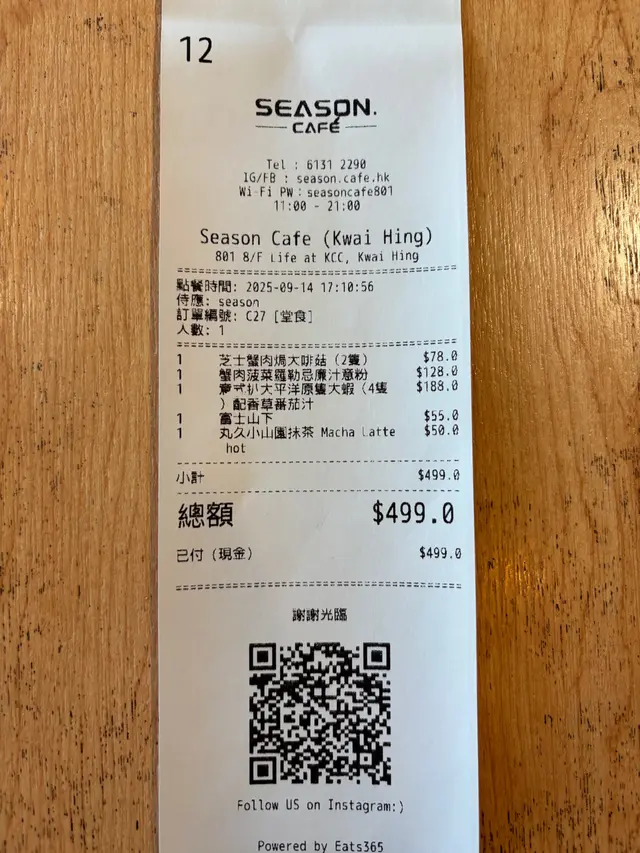 12
SEASON.
CAFÉ
Tel : 6131 2290
IG/FB : season.cafe.hk
Wi-Fi PW : seasoncafe801
11:00 - 21:00
Season Cafe (Kwai Hing)
801 8/F Life at KCC, Kwai Hing
點餐時間: 2025-09-14 17:10:56
侍應: season
訂單編號: C27 [堂食]
人數: 1
1 芝士蟹肉焗大啡菇（2隻） $78.0
1 蟹肉菠菜羅勒忌廉汁意粉 $128.0
1 意式扒大平洋原隻大蝦（4隻 $188.0
）配香草番茄汁
1 富士山下 $55.0
1 丸久小山園抹茶 Macha Latte $50.0
hot
小計 $499.0
總額 $499.0
已付（現金） $499.0
謝謝光臨
Follow US on Instagram:)
Powered by Eats365